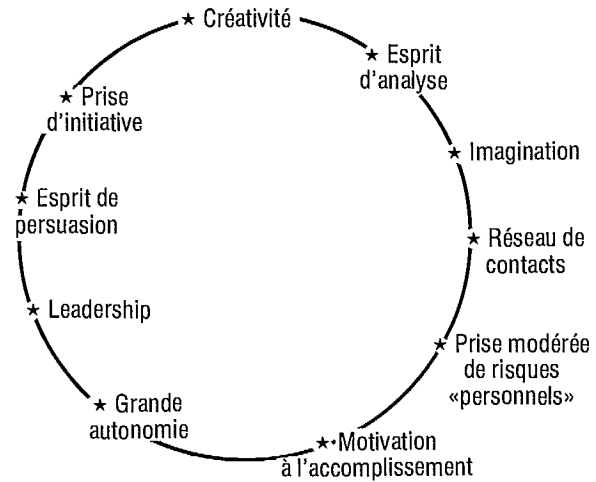 ★ Créativité
★ Esprit
d'analyse
★ Imagination
★ Réseau de
contacts
★ Prise modérée
de risques
«personnels»
★ Motivation
à l'accomplissement
★ Grande
autonomie
★ Leadership
★ Esprit de
persuasion
★ Prise
d'initiative